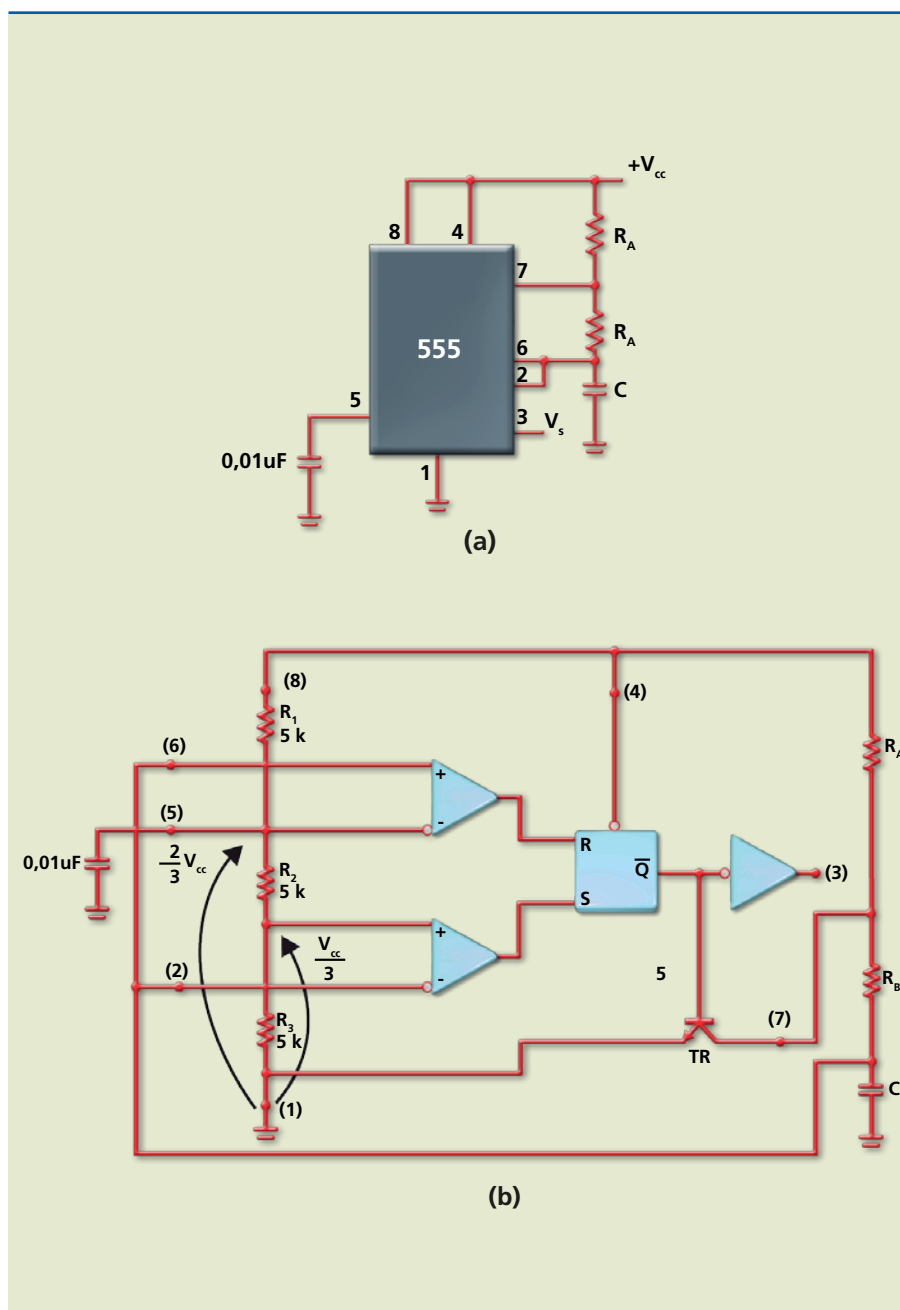 +Vcc
8
4
RA
7
555
RA
6
2
C
5
3
Vs
0,01uF
1
(a)
(8)
(4)
R1
5 k
RA
(6)
+
(5)
-
R
2/3 Vcc
0,01uF
R2
5 k
Q̅
(3)
S
+
Vcc/3
(2)
-
5
RB
R3
5 k
(7)
TR
C
(1)
(b)